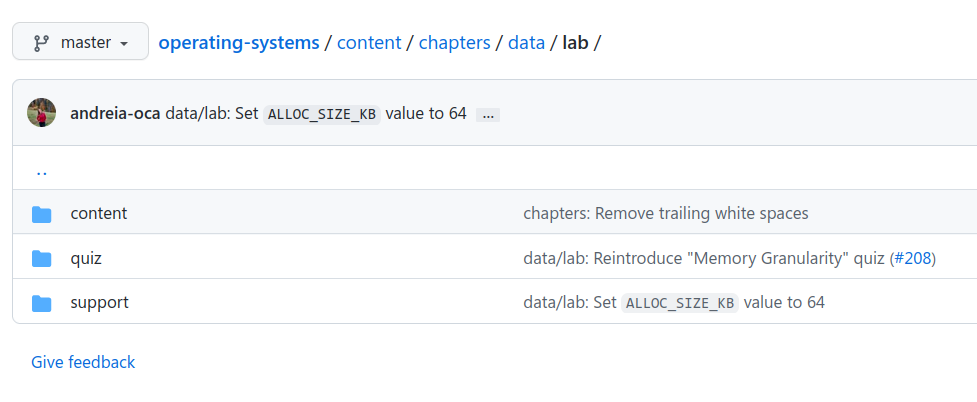 master operating-systems / content / chapters / data / lab /
andreia-oca data/lab: Set ALLOC_SIZE_KB value to 64 ...
..
content chapters: Remove trailing white spaces
quiz data/lab: Reintroduce "Memory Granularity" quiz (#208)
support data/lab: Set ALLOC_SIZE_KB value to 64
Give feedback